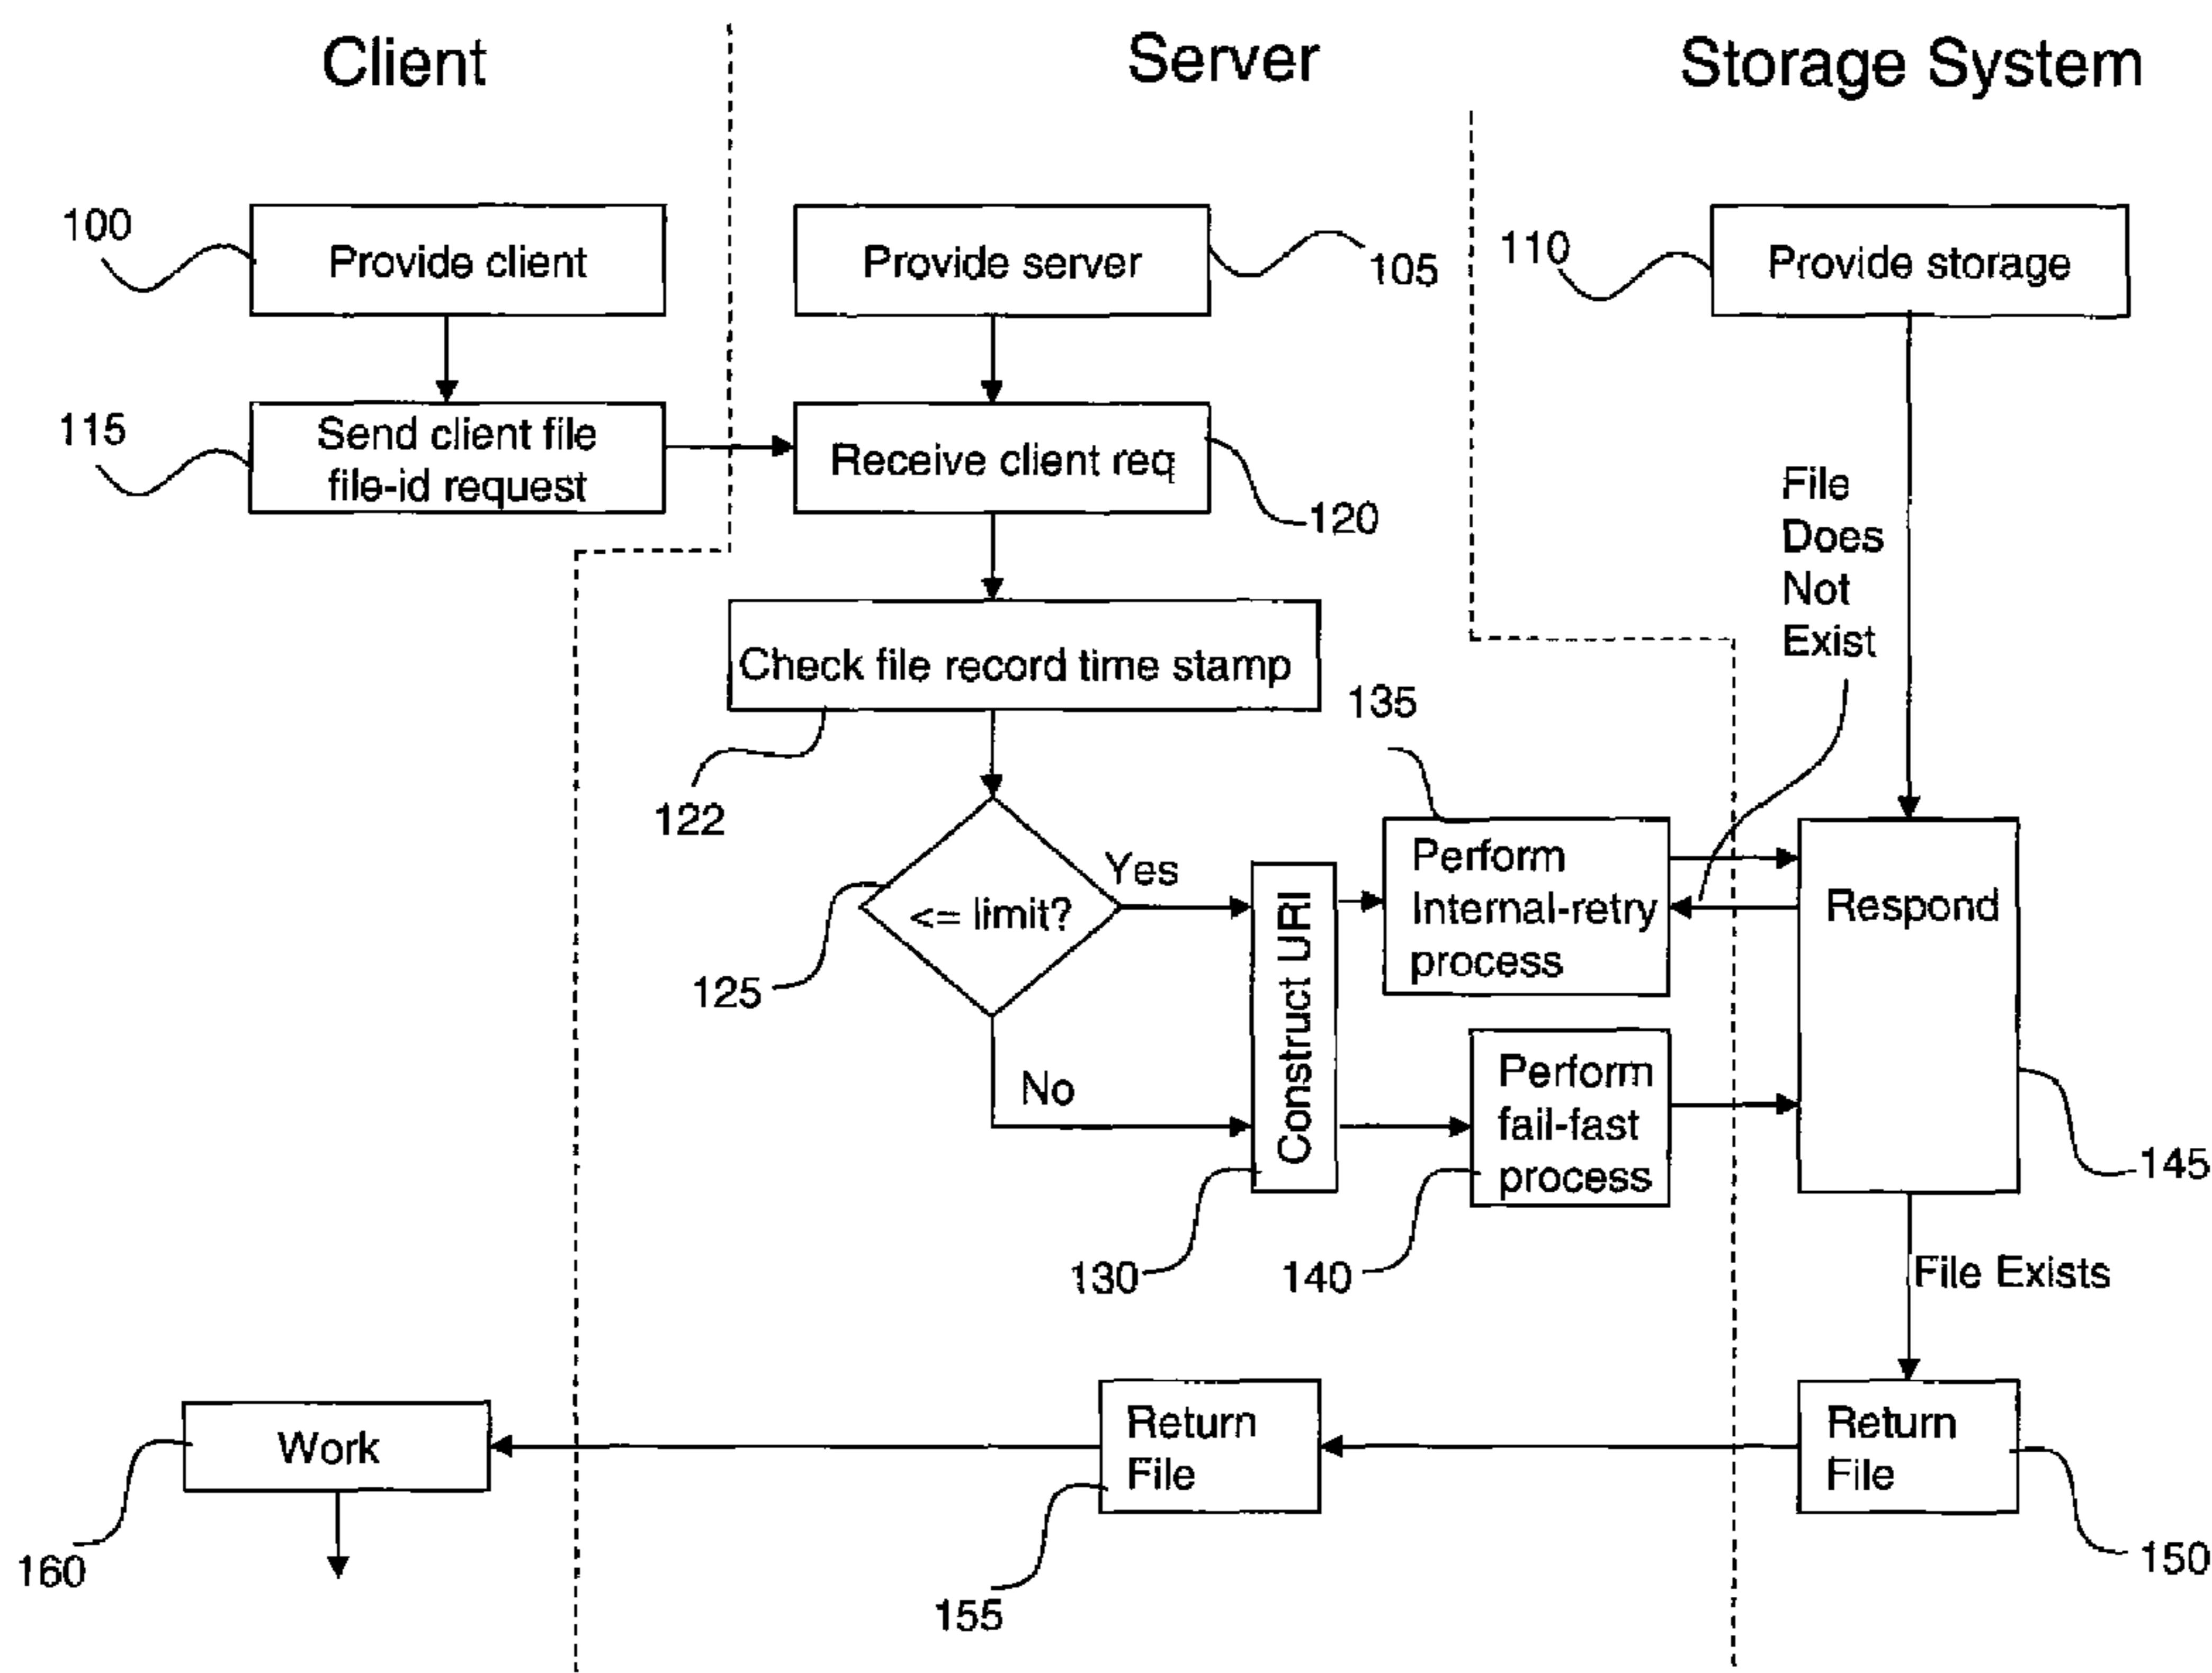 Client
Server
Storage System
100
Provide client
Provide server
105
110
Provide storage
115
Send client file
file-id request
Receive client req
120
File
Does
Not
Exist
Check file record time stamp
122
135
125
<= limit?
Yes
No
Construct URI
130
Perform
Internal-retry
process
Perform
fail-fast
process
140
Respond
145
File Exists
Work
160
Return
File
155
Return
File
150